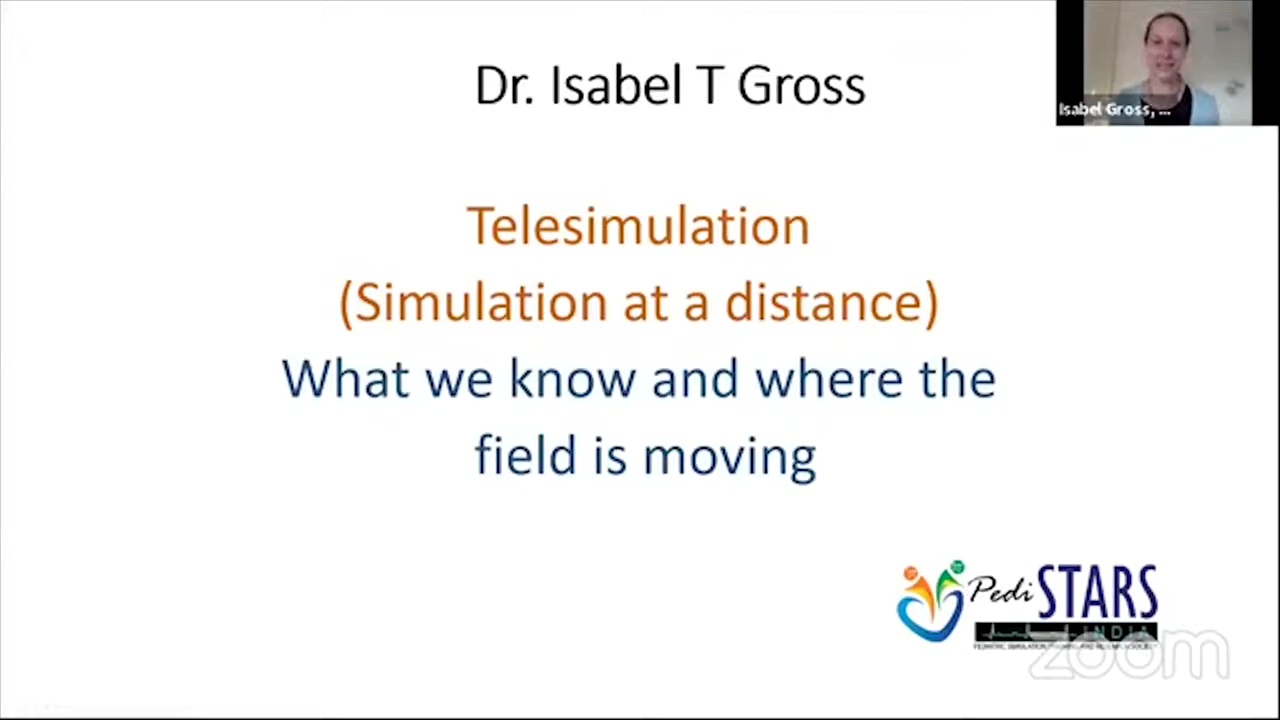 Dr. Isabel T Gross
Isabel Gross, ...
Telesimulation
(Simulation at a distance)
What we know and where the
field is moving
Pedi STARS
INDIA
zoom